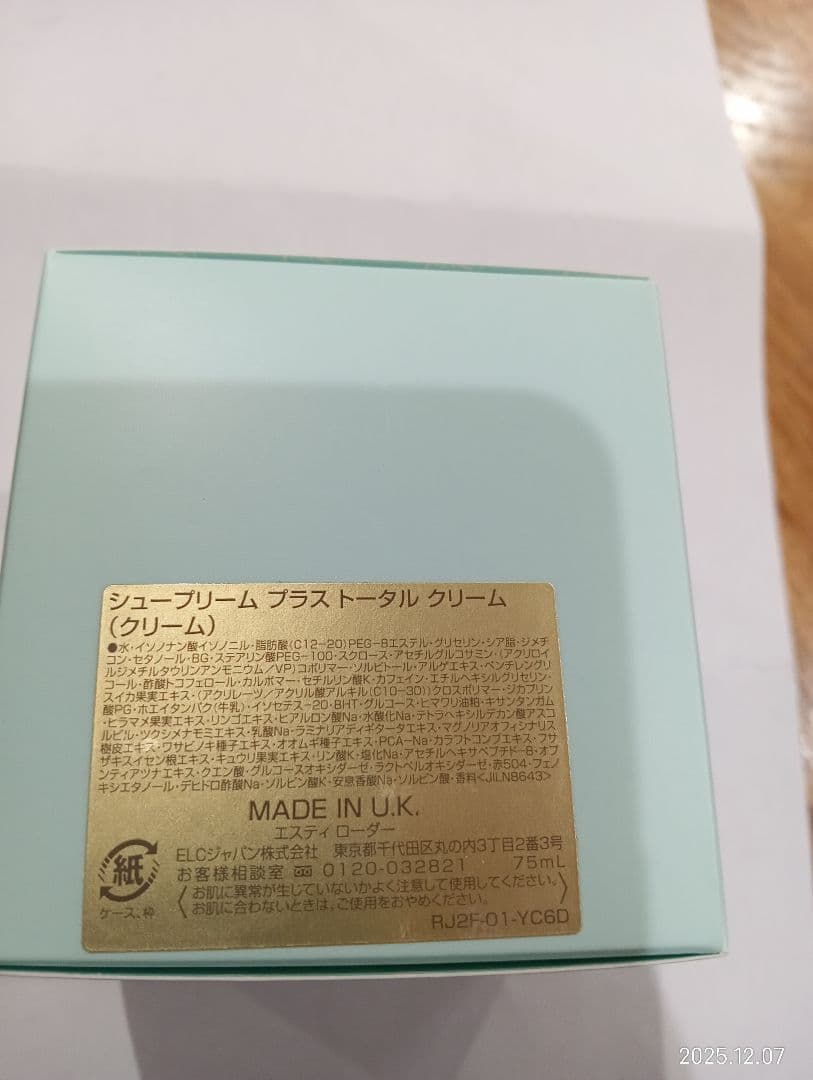 シュープリーム プラス トータル クリーム
（クリーム）
●水・イソノナン酸イソノニル・脂肪酸(C12-20)PEG-8エステル・グリセリン・シア脂・ジメチ
コン・セタノール・BG・ステアリン酸PEG-100・スクロース・アセチルグルコサミン・(アクリロイ
ルジメチルタウリンアンモニウム／VP)コポリマー・ソルビトール・アルゲエキス・ペンチレングリ
コール・酢酸トコフェロール・カルボマー・セチルリン酸K・カフェイン・エチルヘキシルグリセリン・
スイカ果実エキス・(アクリレーツ／アクリル酸アルキル(C10-30))クロスポリマー・ジカプリン
酸PG・ホエイタンパク(牛乳)・イソセテス-20・BHT・グルコース・ヒマワリ油粕・キサンタンガム
・ヒラマメ果実エキス・リンゴエキス・ヒアルロン酸Na・水酸化Na・テトラヘキシルデカン酸アスコ
ルビル・ツクシメナモミエキス・乳酸Na・ラミナリアディギタータエキス・マグノリアオフィシナリス
樹皮エキス・ワサビノキ種子エキス・オオムギ種子エキス・PCA-Na・カラフトコンブエキス・フサ
ザキスイセン根エキス・キュウリ果実エキス・リン酸K・塩化Na・アセチルヘキサペプチド-8・オプ
ンティアツナエキス・クエン酸・グルコースオキシダーゼ・ラクトペルオキシダーゼ・赤504・フェノ
キシエタノール・デヒドロ酢酸Na・ソルビン酸K・安息香酸Na・ソルビン酸・香料<JILN8643>
MADE IN U.K.
エスティ ローダー
ELCジャパン株式会社 東京都千代田区丸の内3丁目2番3号
お客様相談室 0120-032821 75mL
紙
ケース、枠
〈お肌に異常が生じていないかよく注意して使用してください。
お肌に合わないときは、ご使用をおやめください。〉
RJ2F-01-YC6D
2025.12.07